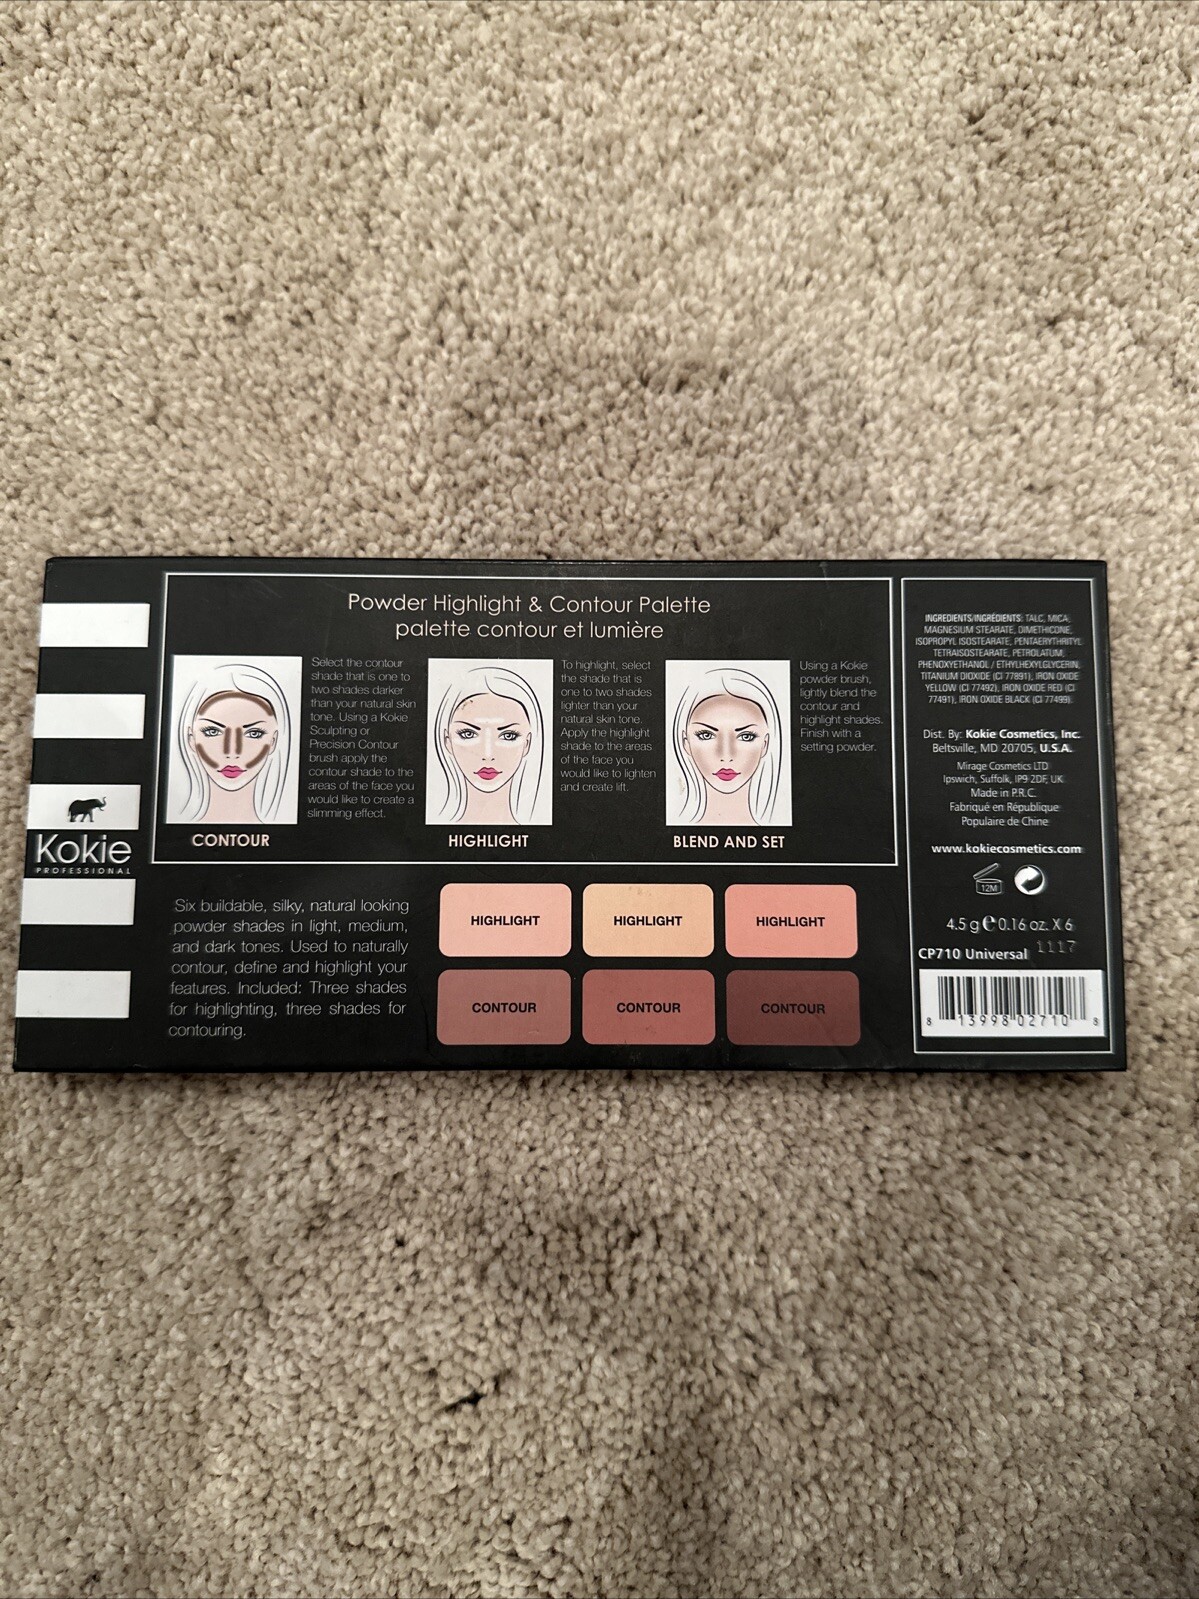 Powder Highlight & Contour Palette
palette contour et lumière
Select the contour
shade that is one to
two shades darker
than your natural skin
tone. Using a Kokie
Sculpting or
Precision Contour
brush apply the
contour shade to the
areas of the face you
would like to create a
slimming effect.
CONTOUR
To highlight, select
the shade that is
one to two shades
lighter than your
natural skin tone.
Apply the highlight
shade to the areas
of the face you
would like to lighten
and create lift.
HIGHLIGHT
Using a Kokie
powder brush,
lightly blend the
contour and
highlight shades.
Finish with a
setting powder.
BLEND AND SET
Kokie
PROFESSIONAL
Six buildable, silky, natural looking
powder shades in light, medium,
and dark tones. Used to naturally
contour, define and highlight your
features. Included: Three shades
for highlighting, three shades for
contouring.
HIGHLIGHT
HIGHLIGHT
HIGHLIGHT
CONTOUR
CONTOUR
CONTOUR
INGREDIENTS/INGRÉDIENTS: TALC, MICA,
MAGNESIUM STEARATE, DIMETHICONE,
ISOPROPYL ISOSTEARATE, PENTAERYTHRITYL
TETRAISOSTEARATE, PETROLATUM,
PHENOXYETHANOL / ETHYLHEXYLGLYCERIN,
TITANIUM DIOXIDE (CI 77891), IRON OXIDE
YELLOW (CI 77492), IRON OXIDE RED (CI
77491), IRON OXIDE BLACK (CI 77499).
Dist. By: Kokie Cosmetics, Inc.
Beltsville, MD 20705, U.S.A.
Mirage Cosmetics LTD
Ipswich, Suffolk, IP9 2DF, UK
Made in P.R.C.
Fabriqué en République
Populaire de Chine
www.kokiecosmetics.com
12M
4.5 g ℮ 0.16 oz. X 6
CP710 Universal 1117
8 13998 02710 8